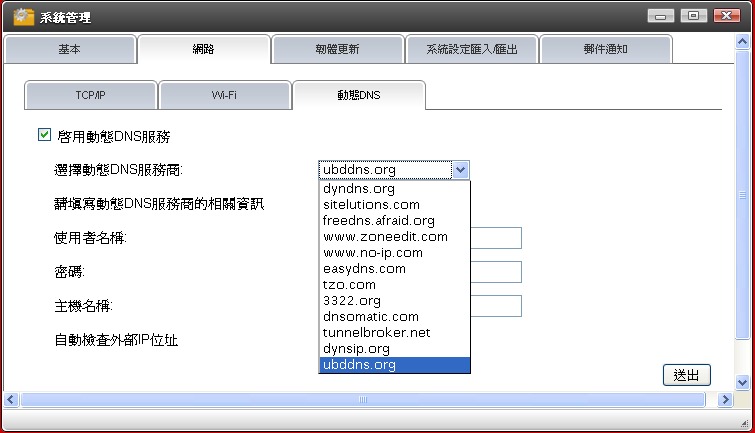 系統管理
基本
網路
韌體更新
系統設定匯入/匯出
郵件通知
TCP/IP
Wi-Fi
動態DNS
啓用動態DNS服務
選擇動態DNS服務商:
ubddns.org
dyndns.org
sitelutions.com
freedns.afraid.org
www.zoneedit.com
www.no-ip.com
easydns.com
tzo.com
3322.org
dnsomatic.com
tunnelbroker.net
dynsip.org
ubddns.org
請填寫動態DNS服務商的相關資訊
使用者名稱:
密碼:
主機名稱:
自動檢查外部IP位址
送出